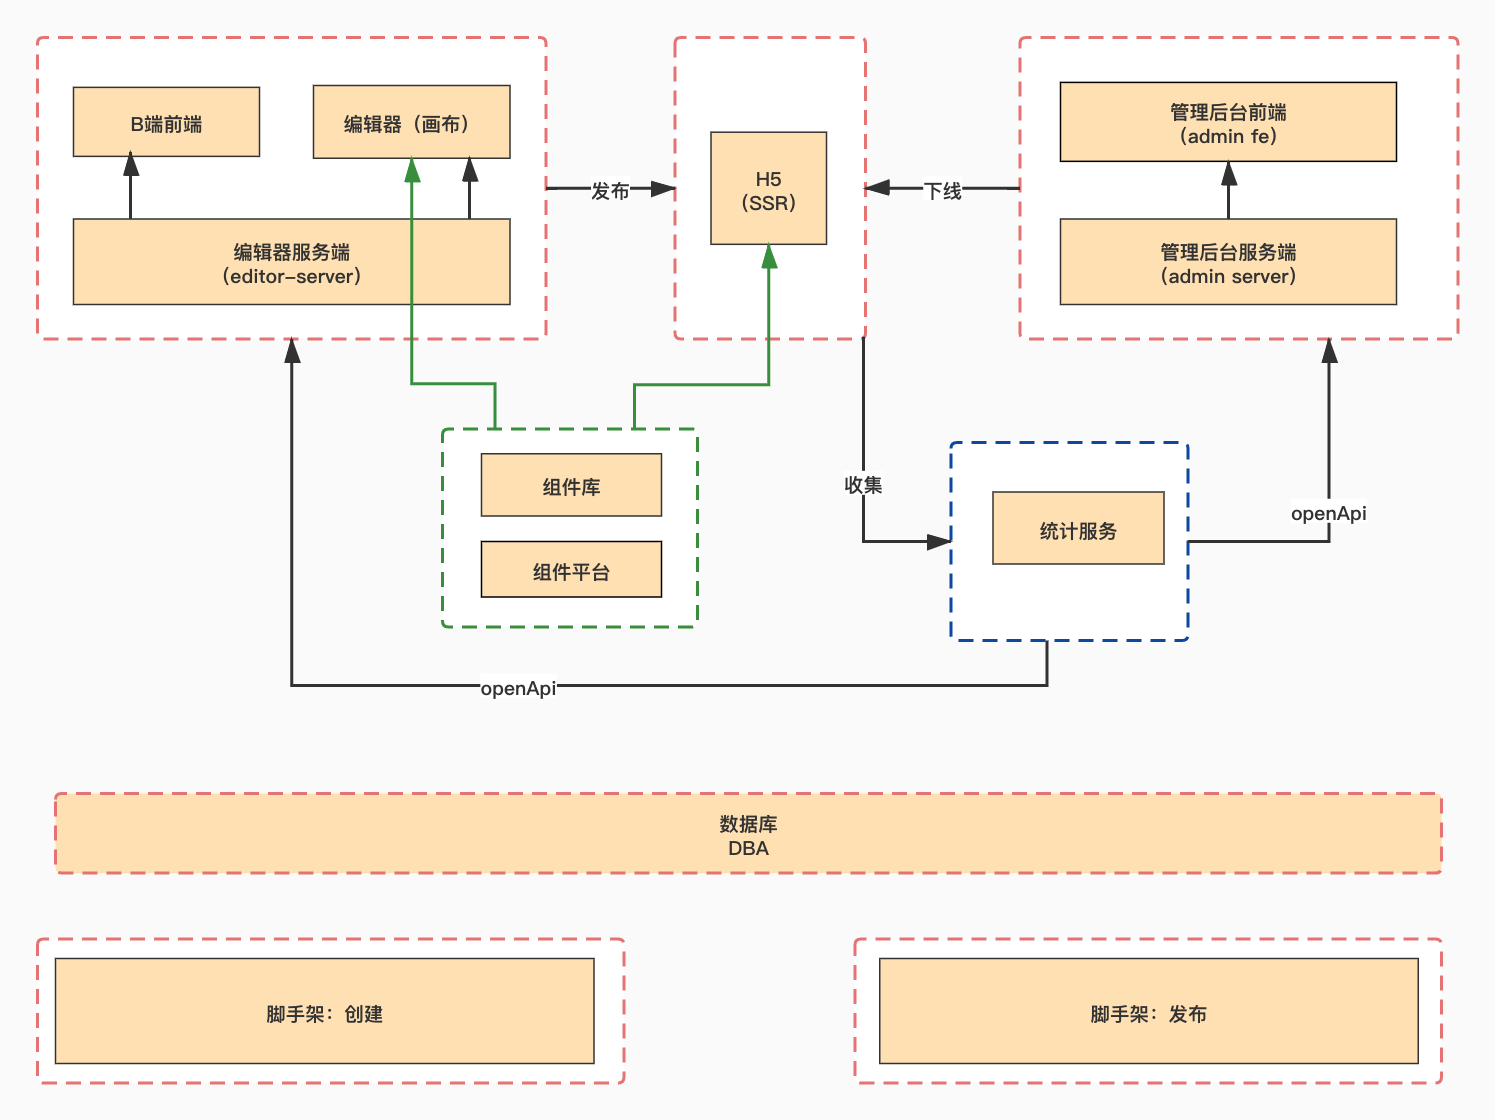 B端前端
编辑器（画布）
编辑器服务端
（editor-server）
发布
H5
（SSR）
下线
管理后台前端
（admin fe）
管理后台服务端
（admin server）
组件库
组件平台
收集
统计服务
openApi
openApi
数据库
DBA
脚手架：创建
脚手架：发布